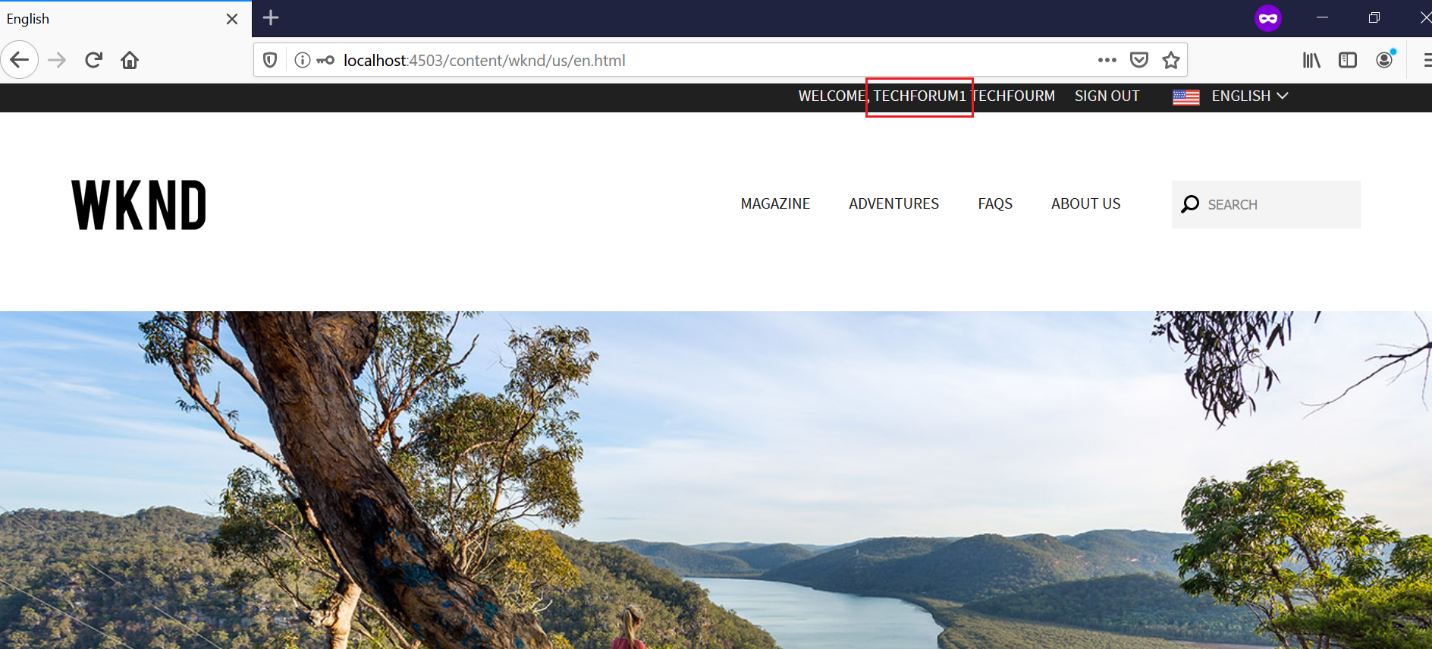 English
localhost:4503/content/wknd/us/en.html
WELCOME, TECHFORUM1 TECHFOURM SIGN OUT ENGLISH
WKND MAGAZINE ADVENTURES FAQS ABOUT US SEARCH